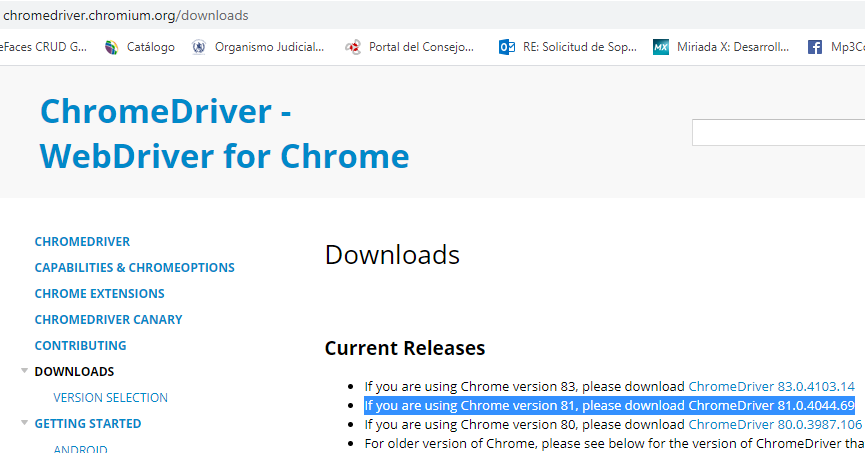 chromedriver.chromium.org/downloads
eFaces CRUD G... Catálogo Organismo Judicial... Portal del Consejo... RE: Solicitud de Sop... MX Miriada X: Desarroll... Mp3Co
ChromeDriver -
WebDriver for Chrome
CHROMEDRIVER
CAPABILITIES & CHROMEOPTIONS
CHROME EXTENSIONS
CHROMEDRIVER CANARY
CONTRIBUTING
DOWNLOADS
VERSION SELECTION
GETTING STARTED
ANDROID
Downloads
Current Releases
If you are using Chrome version 83, please download ChromeDriver 83.0.4103.14
If you are using Chrome version 81, please download ChromeDriver 81.0.4044.69
If you are using Chrome version 80, please download ChromeDriver 80.0.3987.106
For older version of Chrome, please see below for the version of ChromeDriver tha